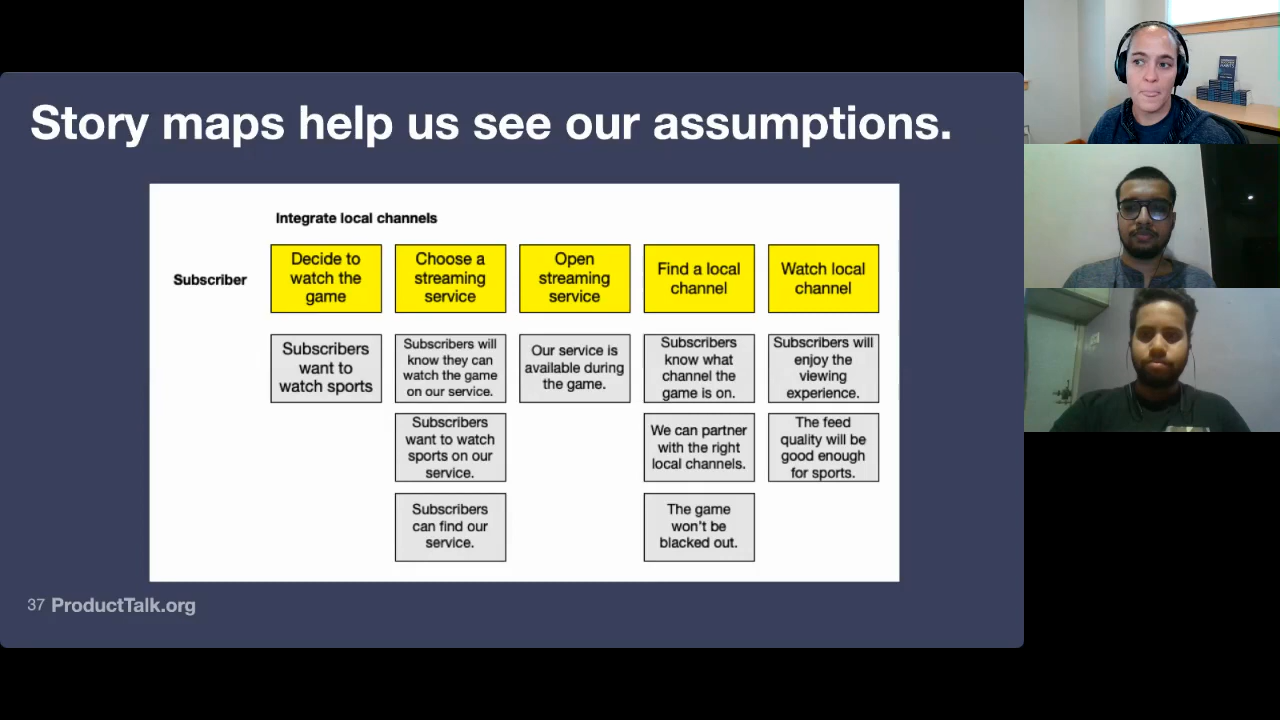 Story maps help us see our assumptions.
Integrate local channels
Subscriber
Decide to
watch the
game
Choose a
streaming
service
Open
streaming
service
Find a local
channel
Watch local
channel
Subscribers
want to
watch sports
Subscribers will
know they can
watch the game
on our service.
Our service is
available during
the game.
Subscribers
know what
channel the
game is on.
Subscribers will
enjoy the
viewing
experience.
Subscribers
want to watch
sports on our
service.
We can partner
with the right
local channels.
The feed
quality will be
good enough
for sports.
Subscribers
can find our
service.
The game
won't be
blacked out.
37 ProductTalk.org